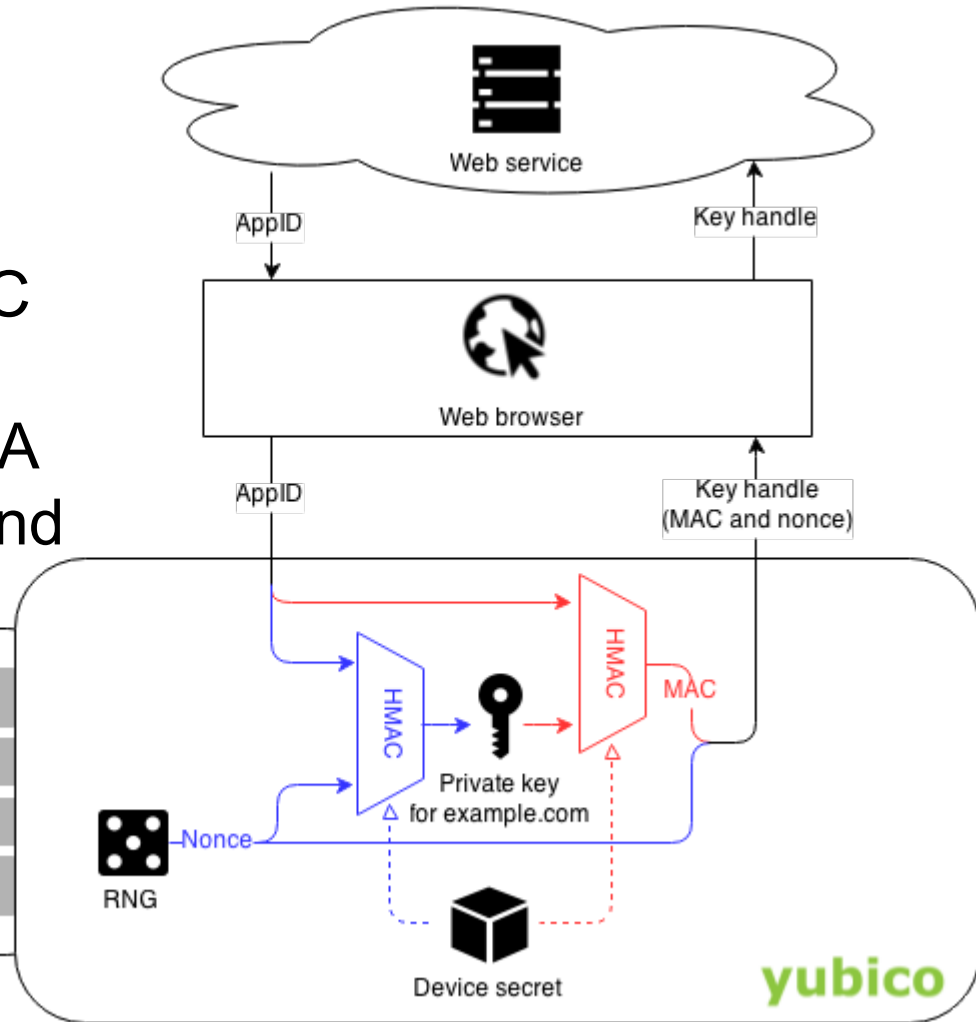 Web service
AppID
Key handle
C
Web browser
A
nd
AppID
Key handle
(MAC and nonce)
HMAC
HMAC
MAC
Private key
for example.com
Nonce
RNG
Device secret
yubico